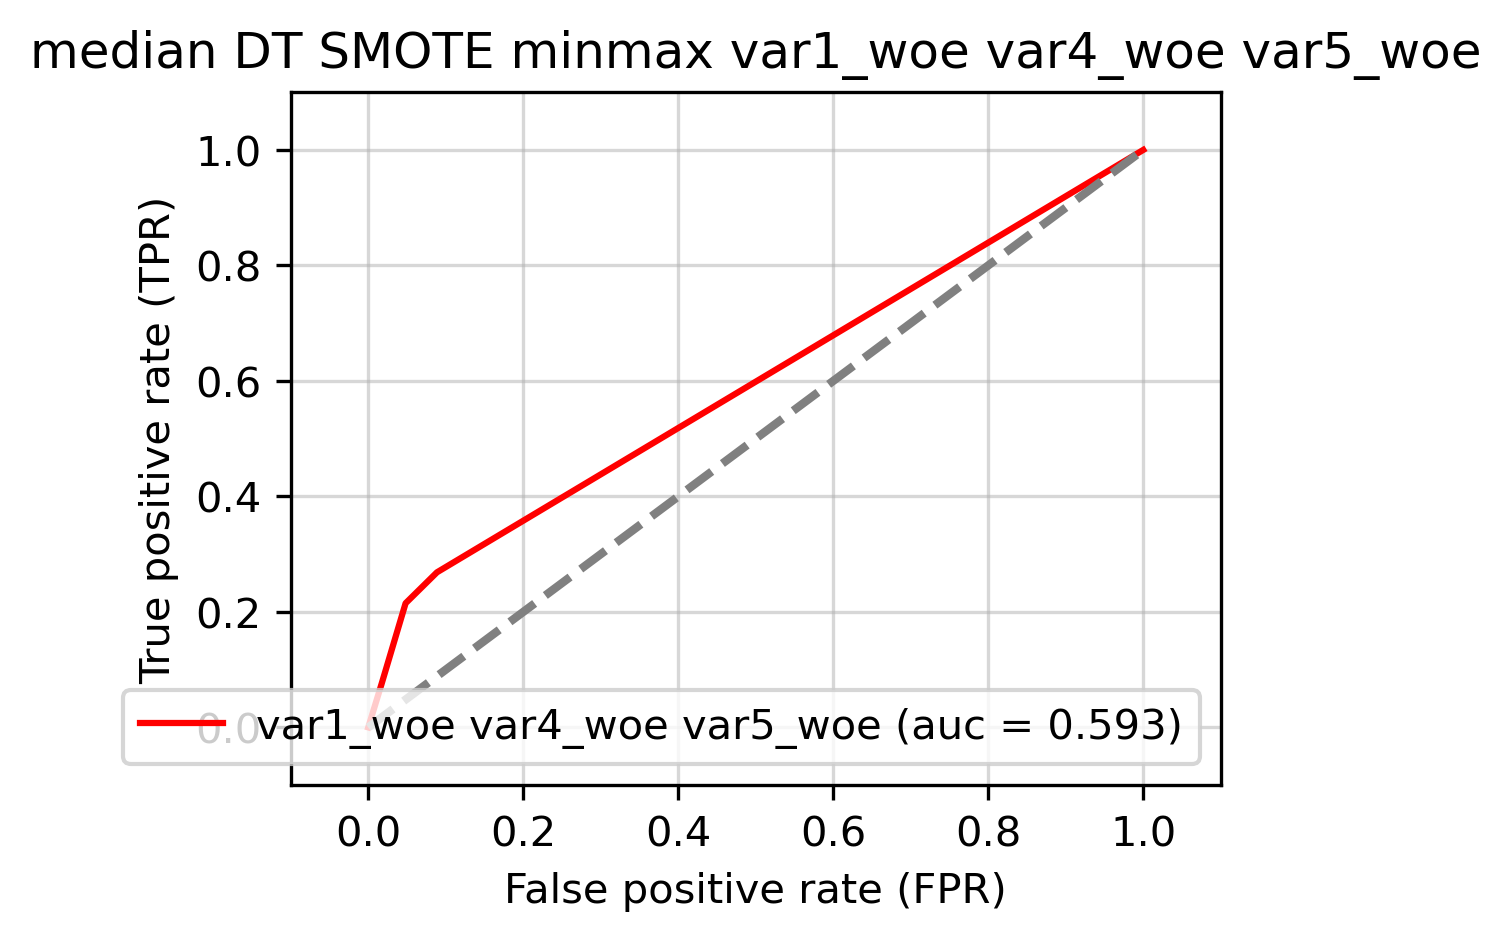 median DT SMOTE minmax var1_woe var4_woe var5_woe
True positive rate (TPR)
1.0
0.8
0.6
0.4
0.2
0.0
var1_woe var4_woe var5_woe (auc = 0.593)
0.0 0.2 0.4 0.6 0.8 1.0
False positive rate (FPR)